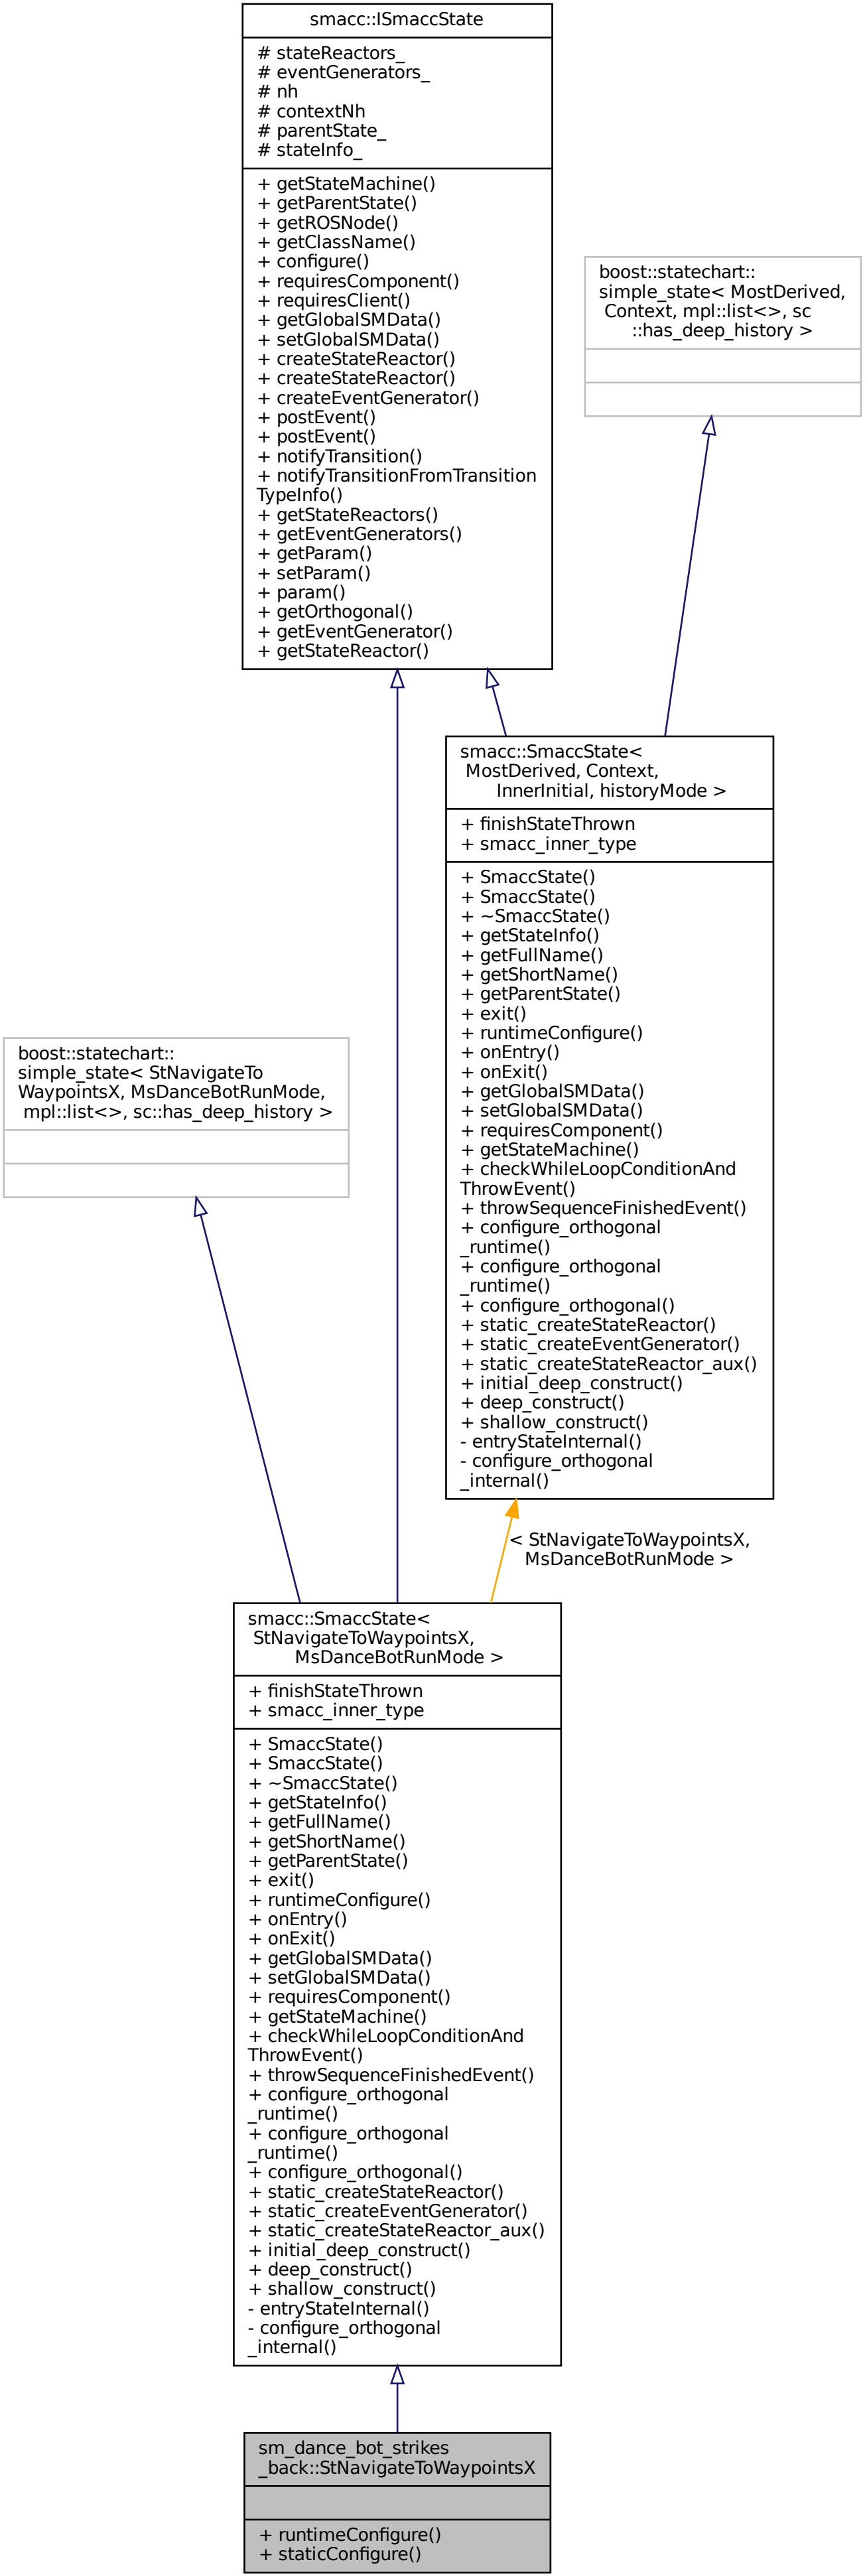 smacc::ISmaccState
# stateReactors_
# eventGenerators_
# nh
# contextNh
# parentState_
# stateInfo_
+ getStateMachine()
+ getParentState()
+ getROSNode()
+ getClassName()
+ configure()
+ requiresComponent()
+ requiresClient()
+ getGlobalSMData()
+ setGlobalSMData()
+ createStateReactor()
+ createStateReactor()
+ createEventGenerator()
+ postEvent()
+ postEvent()
+ notifyTransition()
+ notifyTransitionFromTransition
TypeInfo()
+ getStateReactors()
+ getEventGenerators()
+ getParam()
+ setParam()
+ param()
+ getOrthogonal()
+ getEventGenerator()
+ getStateReactor()
boost::statechart::
simple_state< MostDerived,
Context, mpl::list<>, sc
::has_deep_history >
smacc::SmaccState<
MostDerived, Context,
InnerInitial, historyMode >
+ finishStateThrown
+ smacc_inner_type
+ SmaccState()
+ SmaccState()
+ ~SmaccState()
+ getStateInfo()
+ getFullName()
+ getShortName()
+ getParentState()
+ exit()
+ runtimeConfigure()
+ onEntry()
+ onExit()
+ getGlobalSMData()
+ setGlobalSMData()
+ requiresComponent()
+ getStateMachine()
+ checkWhileLoopConditionAnd
ThrowEvent()
+ throwSequenceFinishedEvent()
+ configure_orthogonal
_runtime()
+ configure_orthogonal
_runtime()
+ configure_orthogonal()
+ static_createStateReactor()
+ static_createEventGenerator()
+ static_createStateReactor_aux()
+ initial_deep_construct()
+ deep_construct()
+ shallow_construct()
- entryStateInternal()
- configure_orthogonal
_internal()
boost::statechart::
simple_state< StNavigateTo
WaypointsX, MsDanceBotRunMode,
mpl::list<>, sc::has_deep_history >
< StNavigateToWaypointsX,
MsDanceBotRunMode >
smacc::SmaccState<
StNavigateToWaypointsX,
MsDanceBotRunMode >
+ finishStateThrown
+ smacc_inner_type
+ SmaccState()
+ SmaccState()
+ ~SmaccState()
+ getStateInfo()
+ getFullName()
+ getShortName()
+ getParentState()
+ exit()
+ runtimeConfigure()
+ onEntry()
+ onExit()
+ getGlobalSMData()
+ setGlobalSMData()
+ requiresComponent()
+ getStateMachine()
+ checkWhileLoopConditionAnd
ThrowEvent()
+ throwSequenceFinishedEvent()
+ configure_orthogonal
_runtime()
+ configure_orthogonal
_runtime()
+ configure_orthogonal()
+ static_createStateReactor()
+ static_createEventGenerator()
+ static_createStateReactor_aux()
+ initial_deep_construct()
+ deep_construct()
+ shallow_construct()
- entryStateInternal()
- configure_orthogonal
_internal()
sm_dance_bot_strikes
_back::StNavigateToWaypointsX
+ runtimeConfigure()
+ staticConfigure()